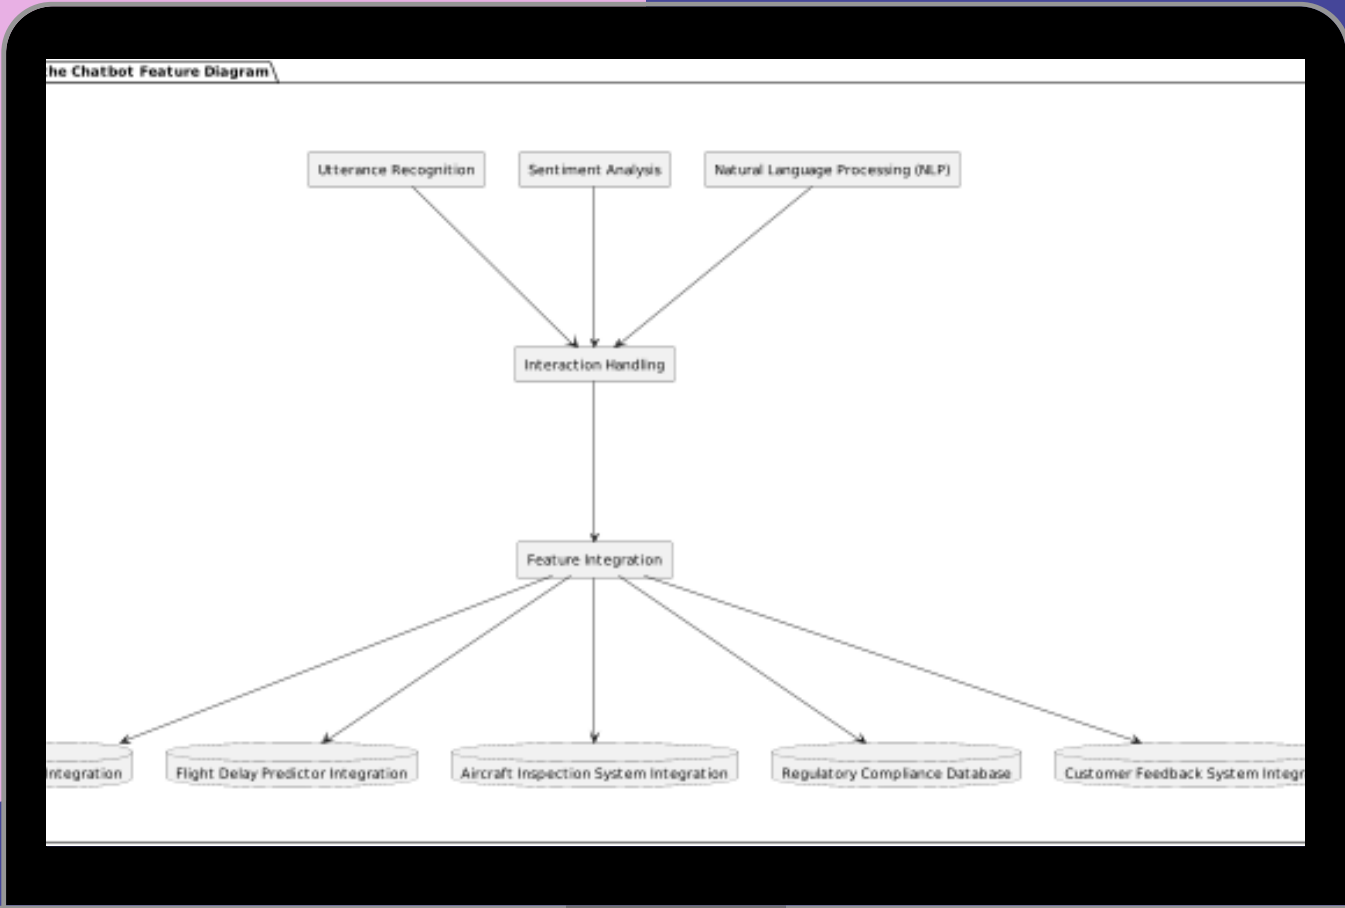 the Chatbot Feature Diagram
Utterance Recognition
Sentiment Analysis
Natural Language Processing (NLP)
Interaction Handling
Feature Integration
Integration
Flight Delay Predictor Integration
Aircraft Inspection System Integration
Regulatory Compliance Database
Customer Feedback System Integr